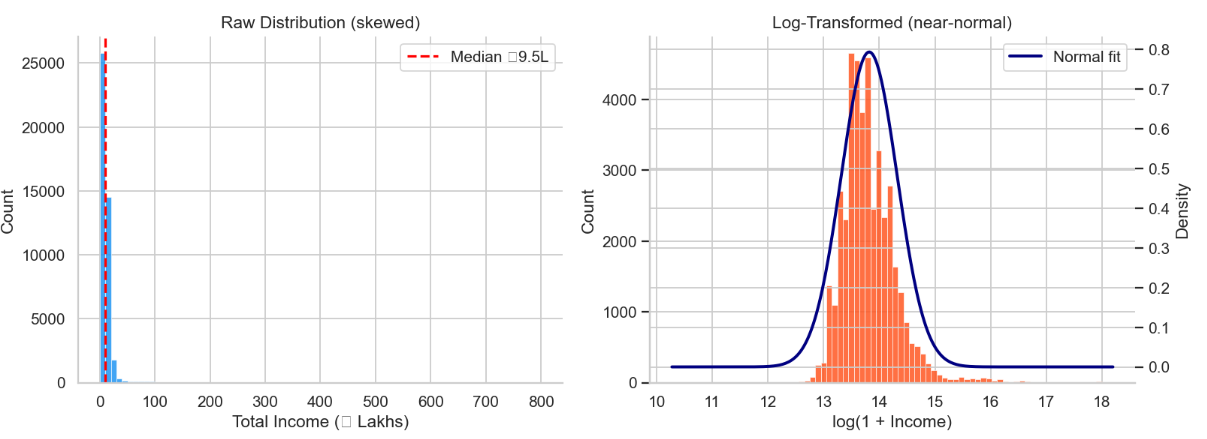 Raw Distribution (skewed)
Median □9.5L
25000
20000
15000
10000
5000
0
Count
0 100 200 300 400 500 600 700 800
Total Income (□ Lakhs)
Log-Transformed (near-normal)
Normal fit
4000
3000
2000
1000
0
Count
0.8
0.7
0.6
0.5
0.4
0.3
0.2
0.1
0.0
Density
10 11 12 13 14 15 16 17 18
log(1 + Income)